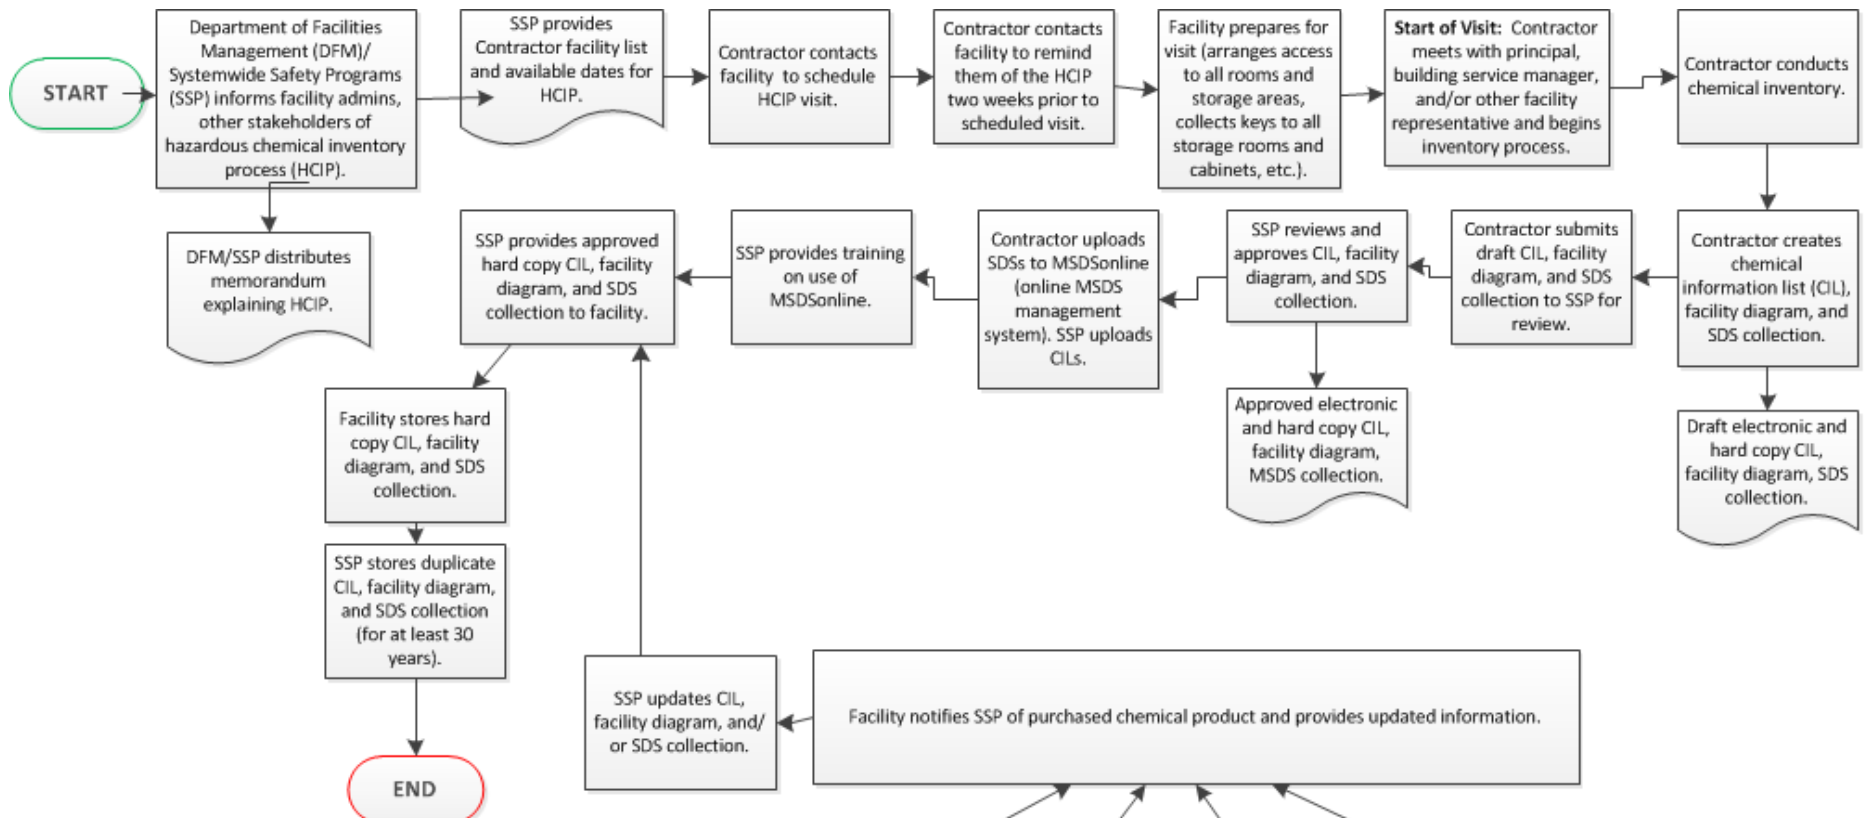 START
Department of Facilities
Management (DFM)/
Systemwide Safety Programs
(SSP) informs facility admins,
other stakeholders of
hazardous chemical inventory
process (HCIP).
SSP provides
Contractor facility list
and available dates for
HCIP.
Contractor contacts
facility to schedule
HCIP visit.
Contractor contacts
facility to remind
them of the HCIP
two weeks prior to
scheduled visit.
Facility prepares for
visit (arranges access
to all rooms and
storage areas,
collects keys to all
storage rooms and
cabinets, etc.).
Start of Visit: Contractor
meets with principal,
building service manager,
and/or other facility
representative and begins
inventory process.
Contractor conducts
chemical inventory.
DFM/SSP distributes
memorandum
explaining HCIP.
SSP provides approved
hard copy CIL, facility
diagram, and SDS
collection to facility.
SSP provides training
on use of
MSDSonline.
Contractor uploads
SDSs to MSDSonline
(online MSDS
management
system). SSP uploads
CILs.
SSP reviews and
approves CIL, facility
diagram, and SDS
collection.
Contractor submits
draft CIL, facility
diagram, and SDS
collection to SSP for
review.
Contractor creates
chemical
information list (CIL),
facility diagram, and
SDS collection.
Facility stores hard
copy CIL, facility
diagram, and SDS
collection.
Approved electronic
and hard copy CIL,
facility diagram,
MSDS collection.
Draft electronic and
hard copy CIL,
facility diagram, SDS
collection.
SSP stores duplicate
CIL, facility diagram,
and SDS collection
(for at least 30
years).
SSP updates CIL,
facility diagram, and/
or SDS collection.
Facility notifies SSP of purchased chemical product and provides updated information.
END